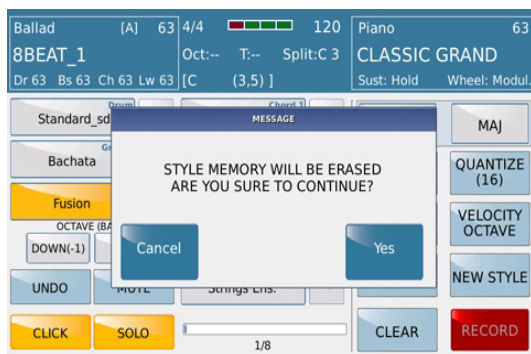 Ballad [A] 63
8BEAT_1
Dr 63 Bs 63 Ch 63 Lw 63
4/4 120
Oct:-- T:-- Split:C 3
[C (3,5) ]
Piano 63
CLASSIC GRAND
Sust: Hold Wheel: Modul.
Drum
Chord 1
Standard_sd
MAJ
MESSAGE
STYLE MEMORY WILL BE ERASED
ARE YOU SURE TO CONTINUE?
Cancel
Yes
Bachata
QUANTIZE
(16)
Fusion
VELOCITY
OCTAVE
OCTAVE (BA
DOWN(-1)
UNDO
MUTE
Strings Ens.
NEW STYLE
CLICK
SOLO
1/8
CLEAR
RECORD